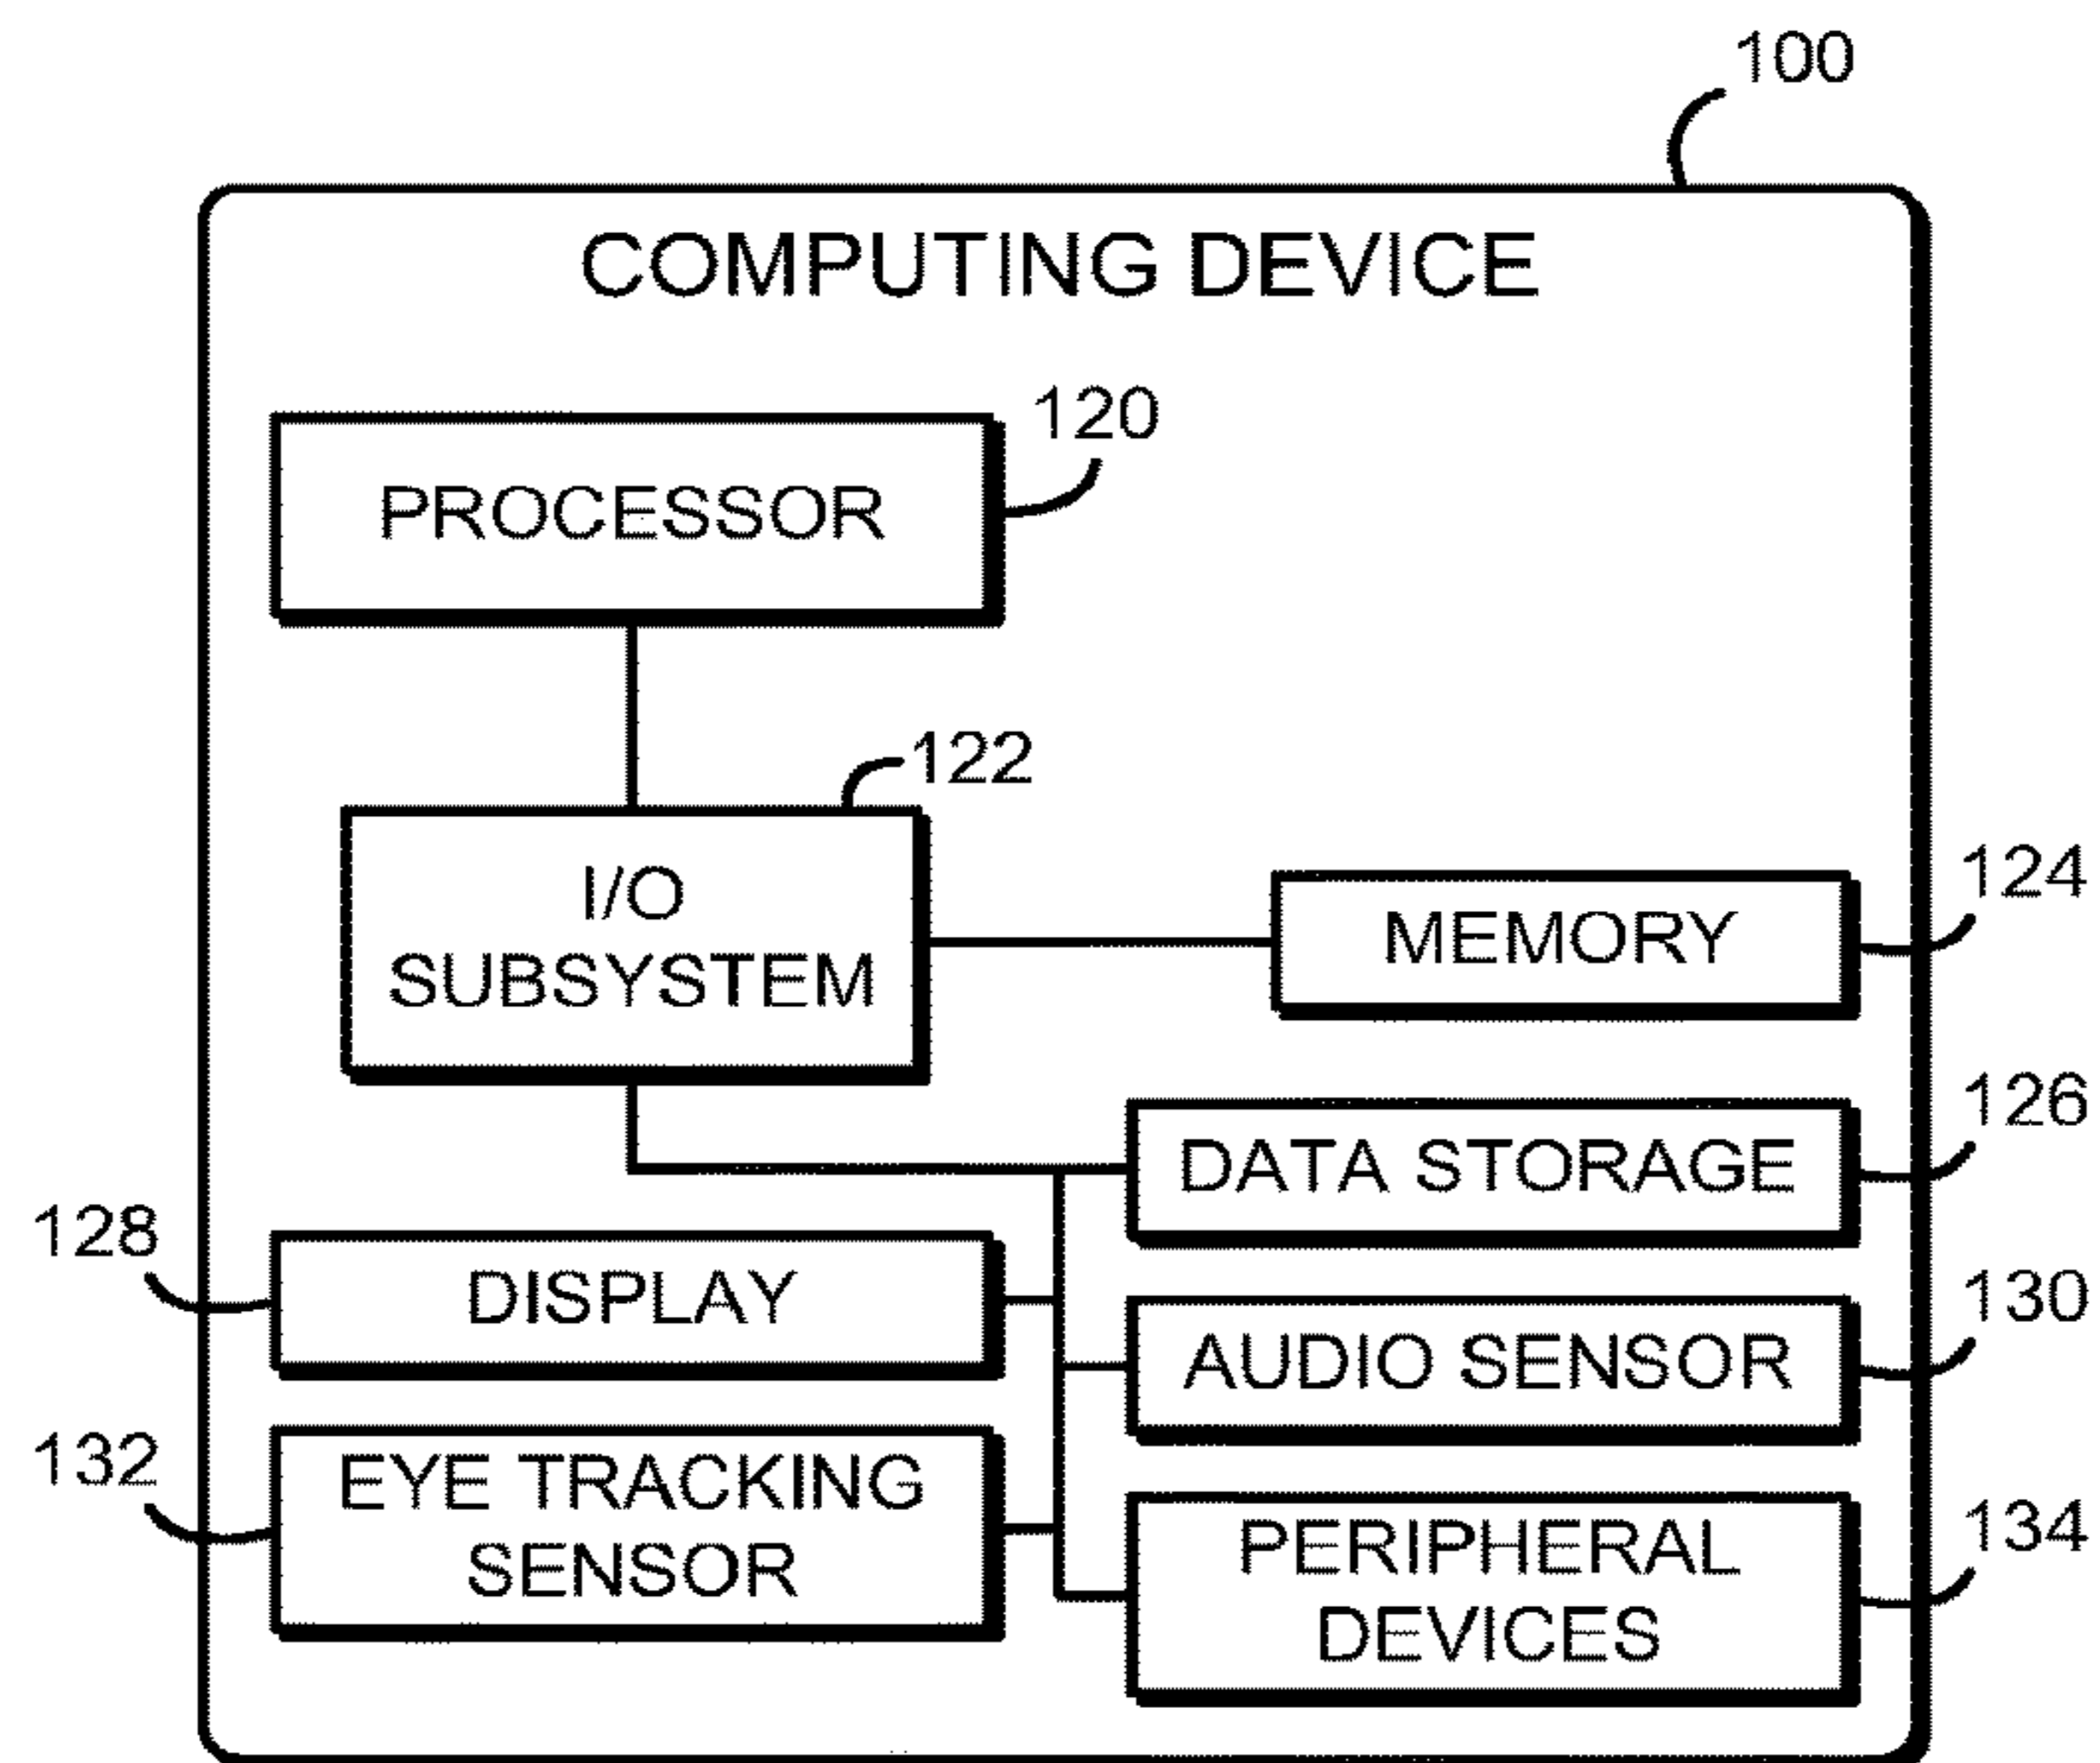 100
COMPUTING DEVICE
120
PROCESSOR
122
I/O
SUBSYSTEM
124
MEMORY
126
DATA STORAGE
128
DISPLAY
130
AUDIO SENSOR
132
EYE TRACKING
SENSOR
134
PERIPHERAL
DEVICES